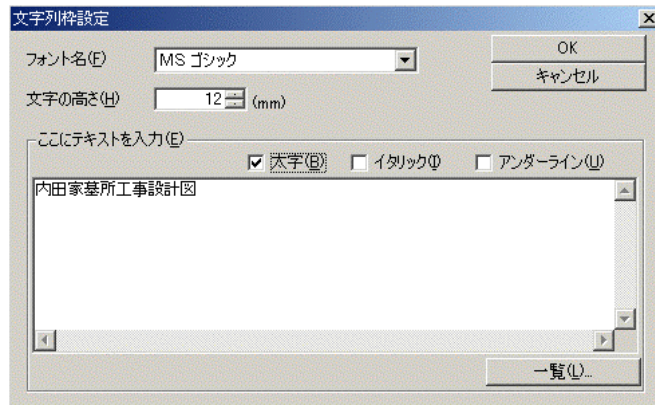 文字列枠設定
フォント名(F) MS ゴシック OK
キャンセル
文字の高さ(H) 12 (mm)
ここにテキストを入力(E)
太字(B) イタリック(I) アンダーライン(U)
内田家墓所工事設計図
一覧(L)...